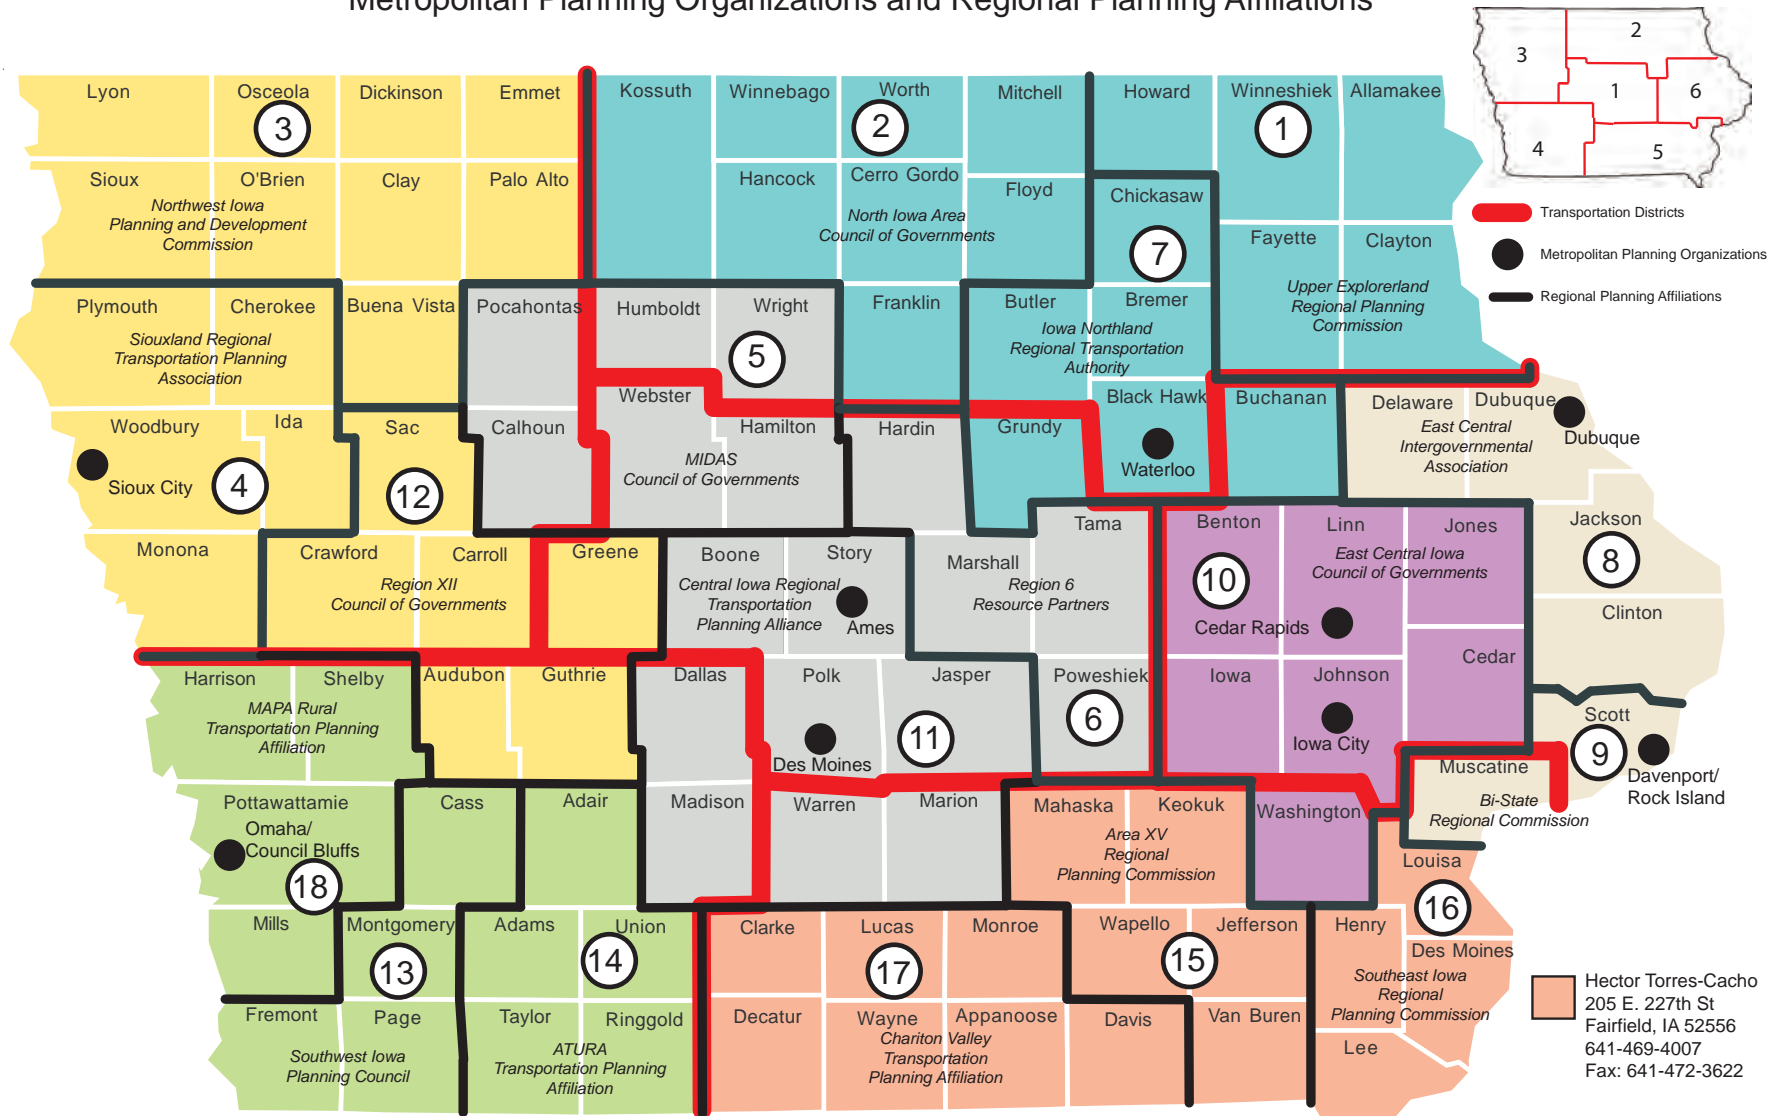 Metropolitan Planning Organizations and Regional Planning Affiliations
2
3
1
6
4
5
Transportation Districts
Metropolitan Planning Organizations
Regional Planning Affiliations
Lyon
Osceola
Dickinson
Emmet
Kossuth
Winnebago
Worth
Mitchell
Howard
Winneshiek
Allamakee
3
2
1
Sioux
O'Brien
Clay
Palo Alto
Hancock
Cerro Gordo
Floyd
Chickasaw
Northwest Iowa
Planning and Development
Commission
North Iowa Area
Council of Governments
7
Fayette
Clayton
Upper Explorerland
Regional Planning
Commission
Plymouth
Cherokee
Buena Vista
Pocahontas
Humboldt
Wright
Franklin
Butler
Bremer
Siouxland Regional
Transportation Planning
Association
5
Iowa Northland
Regional Transportation
Authority
Woodbury
Ida
Sac
Calhoun
Webster
Hamilton
Hardin
Grundy
Black Hawk
Buchanan
Delaware
Dubuque
Sioux City
4
12
MIDAS
Council of Governments
Waterloo
East Central
Intergovernmental
Association
Dubuque
Monona
Crawford
Carroll
Greene
Boone
Story
Marshall
Tama
Benton
Linn
Jones
Jackson
Region XII
Council of Governments
Central Iowa Regional
Transportation
Planning Alliance
Ames
Region 6
Resource Partners
10
East Central Iowa
Council of Governments
Cedar Rapids
8
Clinton
Harrison
Shelby
Audubon
Guthrie
Dallas
Polk
Jasper
Poweshiek
Iowa
Johnson
Cedar
MAPA Rural
Transportation Planning
Affiliation
Des Moines
11
6
Iowa City
Scott
9
Davenport/
Rock Island
Pottawattamie
Cass
Adair
Madison
Warren
Marion
Mahaska
Keokuk
Washington
Muscatine
Omaha/
Council Bluffs
18
Area XV
Regional
Planning Commission
Bi-State
Regional Commission
Louisa
16
Mills
Montgomery
Adams
Union
Clarke
Lucas
Monroe
Wapello
Jefferson
Henry
Des Moines
13
14
17
15
Southeast Iowa
Regional
Planning Commission
Fremont
Page
Taylor
Ringgold
Decatur
Wayne
Appanoose
Davis
Van Buren
Lee
Southwest Iowa
Planning Council
ATURA
Transportation Planning
Affiliation
Chariton Valley
Transportation
Planning Affiliation
Hector Torres-Cacho
205 E. 227th St
Fairfield, IA 52556
641-469-4007
Fax: 641-472-3622